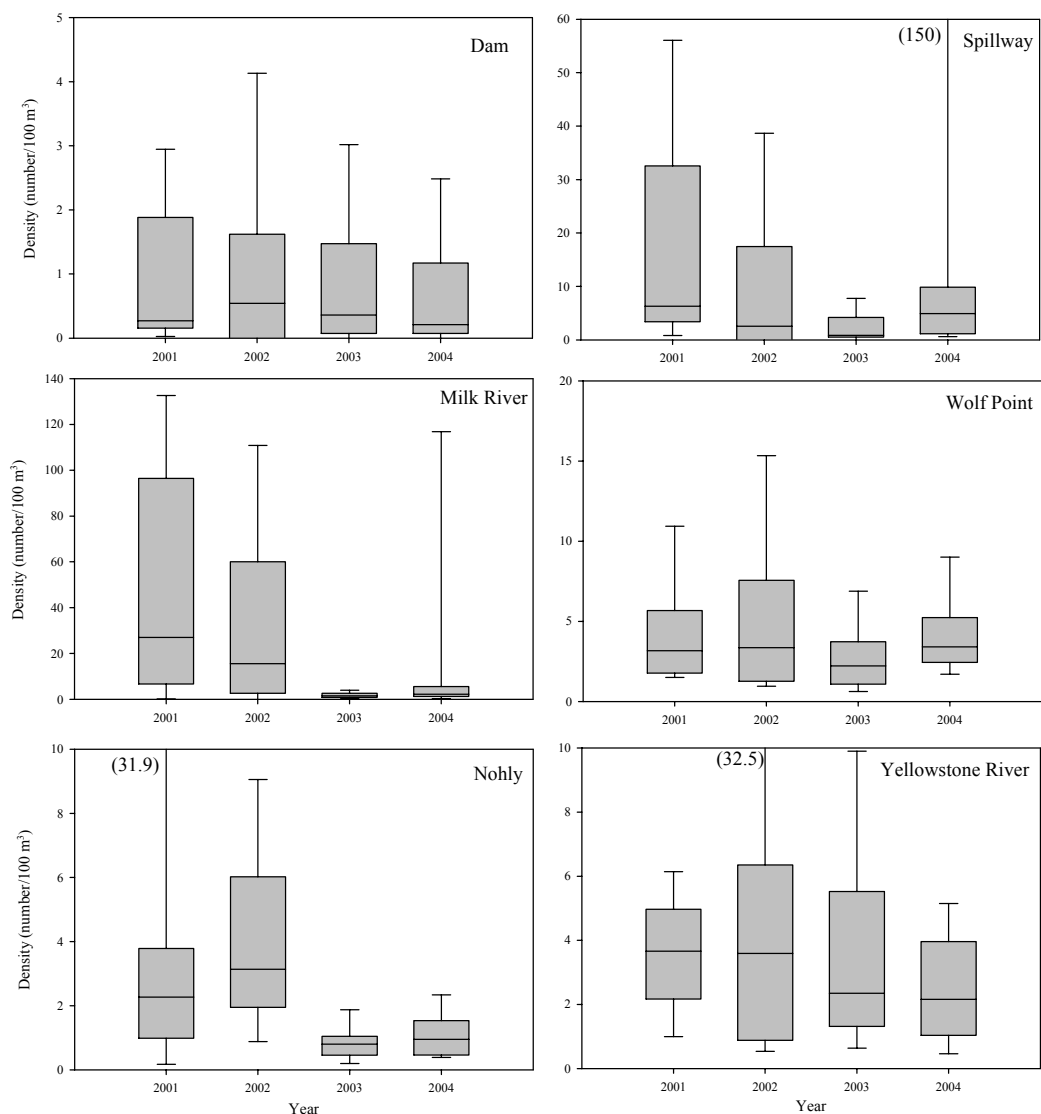 Dam
Density (number/100 m³)
5
4
3
2
1
0
2001 2002 2003 2004
(150)
Spillway
60
50
40
30
20
10
0
2001 2002 2003 2004
Milk River
Density (number/100 m³)
140
120
100
80
60
40
20
0
2001 2002 2003 2004
Wolf Point
20
15
10
5
0
2001 2002 2003 2004
(31.9)
Nohly
Density (number/100 m³)
10
8
6
4
2
0
2001 2002 2003 2004
Year
(32.5)
Yellowstone River
10
8
6
4
2
0
2001 2002 2003 2004
Year